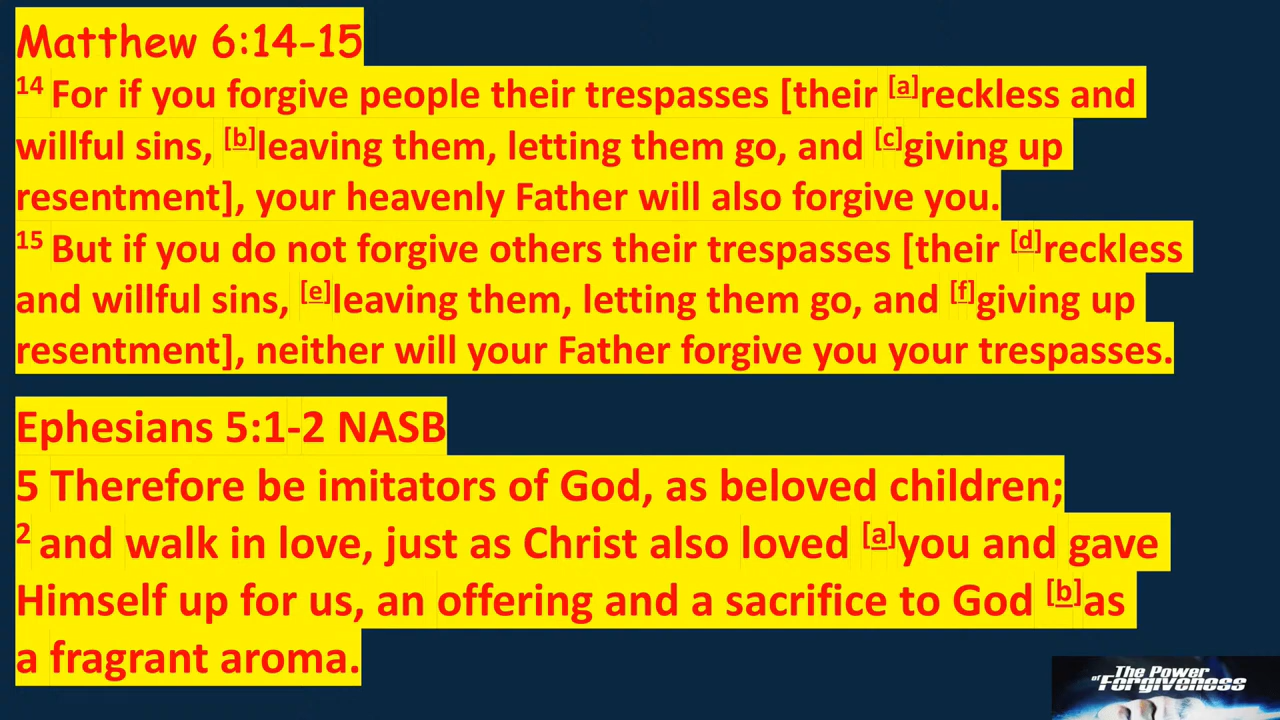 Matthew 6:14-15
14 For if you forgive people their trespasses [their [a]reckless and
willful sins, [b]leaving them, letting them go, and [c]giving up
resentment], your heavenly Father will also forgive you.
15 But if you do not forgive others their trespasses [their [d]reckless
and willful sins, [e]leaving them, letting them go, and [f]giving up
resentment], neither will your Father forgive you your trespasses.
Ephesians 5:1-2 NASB
5 Therefore be imitators of God, as beloved children;
2 and walk in love, just as Christ also loved [a]you and gave
Himself up for us, an offering and a sacrifice to God [b]as
a fragrant aroma.
The Power
of Forgiveness